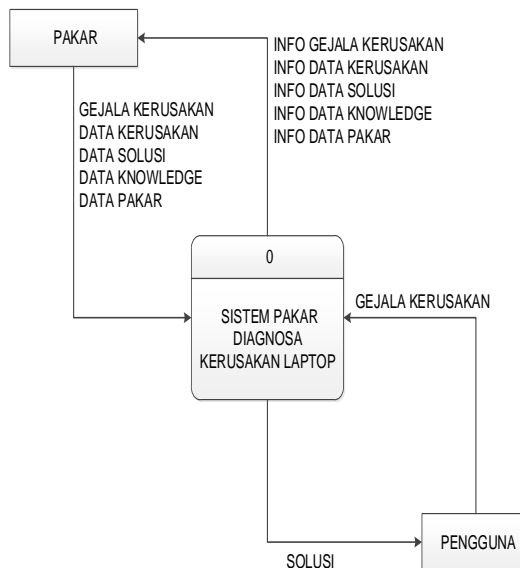 PAKAR
INFO GEJALA KERUSAKAN
INFO DATA KERUSAKAN
INFO DATA SOLUSI
INFO DATA KNOWLEDGE
INFO DATA PAKAR
GEJALA KERUSAKAN
DATA KERUSAKAN
DATA SOLUSI
DATA KNOWLEDGE
DATA PAKAR
0
SISTEM PAKAR
DIAGNOSA
KERUSAKAN LAPTOP
GEJALA KERUSAKAN
PENGGUNA
SOLUSI